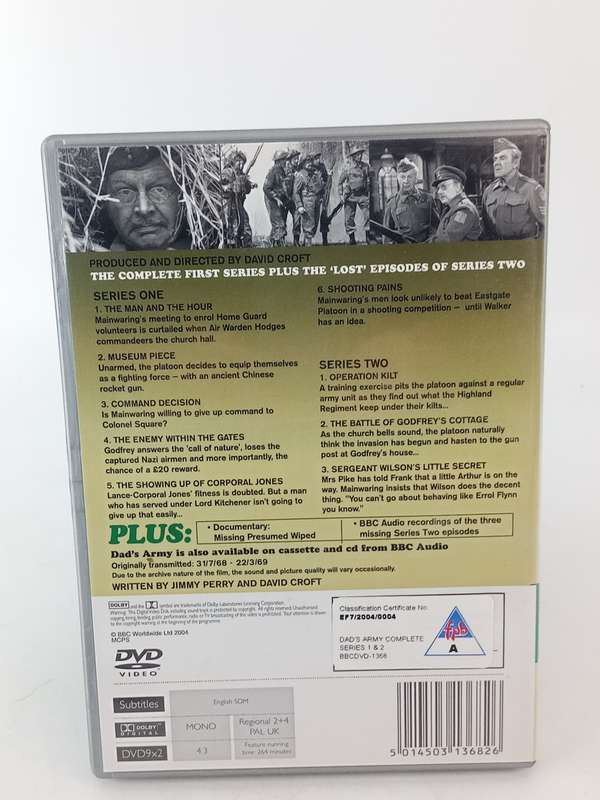 PRODUCED AND DIRECTED BY DAVID CROFT
THE COMPLETE FIRST SERIES PLUS THE 'LOST' EPISODES OF SERIES TWO
SERIES ONE
1. THE MAN AND THE HOUR
Mainwaring's meeting to enrol Home Guard
volunteers is curtailed when Air Warden Hodges
commandeers the church hall.
2. MUSEUM PIECE
Unarmed, the platoon decides to equip themselves
as a fighting force – with an ancient Chinese
rocket gun.
3. COMMAND DECISION
Is Mainwaring willing to give up command to
Colonel Square?
4. THE ENEMY WITHIN THE GATES
Godfrey answers the 'call of nature', loses the
captured Nazi airmen and more importantly, the
chance of a £20 reward.
5. THE SHOWING UP OF CORPORAL JONES
Lance-Corporal Jones' fitness is doubted. But a man
who has served under Lord Kitchener isn't going to
give up that easily...
6. SHOOTING PAINS
Mainwaring's men look unlikely to beat Eastgate
Platoon in a shooting competition – until Walker
has an idea.
SERIES TWO
1. OPERATION KILT
A training exercise pits the platoon against a regular
army unit as they find out what the Highland
Regiment keep under their kilts...
2. THE BATTLE OF GODFREY'S COTTAGE
As the church bells sound, the platoon naturally
think the invasion has begun and hasten to the gun
post at Godfrey's house...
3. SERGEANT WILSON'S LITTLE SECRET
Mrs Pike has told Frank that a little Arthur is on the
way. Mainwaring insists that Wilson does the decent
thing. "You can't go about behaving like Errol Flynn
you know."
PLUS:
• Documentary:
Missing Presumed Wiped
• BBC Audio recordings of the three
missing Series Two episodes
Dad's Army is also available on cassette and cd from BBC Audio
Originally transmitted: 31/7/68 - 22/3/69
Due to the archive nature of the film, the sound and picture quality will vary occasionally.
WRITTEN BY JIMMY PERRY AND DAVID CROFT
DOLBY and the symbol are trademarks of Dolby Laboratories Licensing Corporation.
© BBC Worldwide Ltd 2004
MCPS
DVD
VIDEO
Classification Certificate No:
EF7/2004/0004
DAD'S ARMY COMPLETE
SERIES 1 & 2
BBCDVD-1368
fpb
A
Subtitles
English SDM
DOLBY
DIGITAL
MONO
Regional 2+4
PAL UK
DVD9x2
4:3
Feature running
time: 264 minutes
5 014503 136826